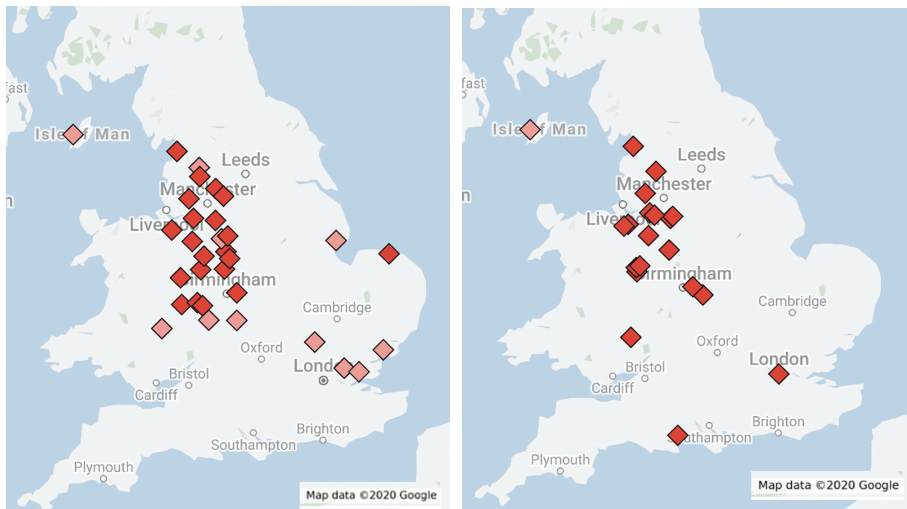 fast
Isle of Man
Leeds
Manchester
Liverpool
n
Birmingham
Cambridge
Oxford
London
Bristol
Cardiff
Brighton
Southampton
Plymouth
Map data ©2020 Google
fast
Isle of Man
Leeds
Manchester
Liverpool
n
Birmingham
Cambridge
Oxford
London
Bristol
Cardiff
Brighton
Southampton
Plymouth
Map data ©2020 Google